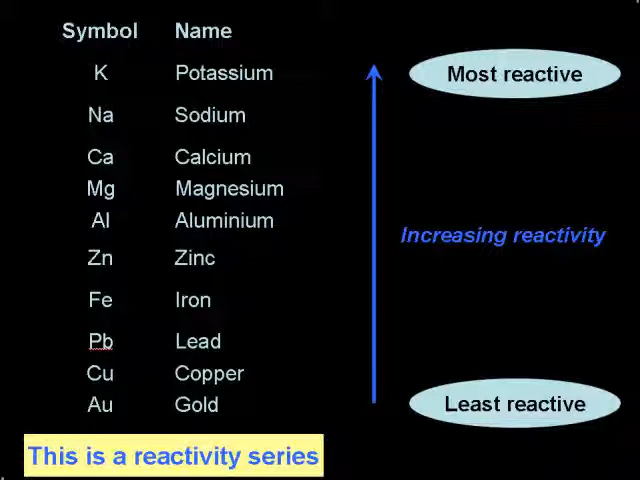 Symbol Name
K Potassium Most reactive
Na Sodium
Ca Calcium
Mg Magnesium
Al Aluminium
Increasing reactivity
Zn Zinc
Fe Iron
Pb Lead
Cu Copper
Au Gold Least reactive
This is a reactivity series